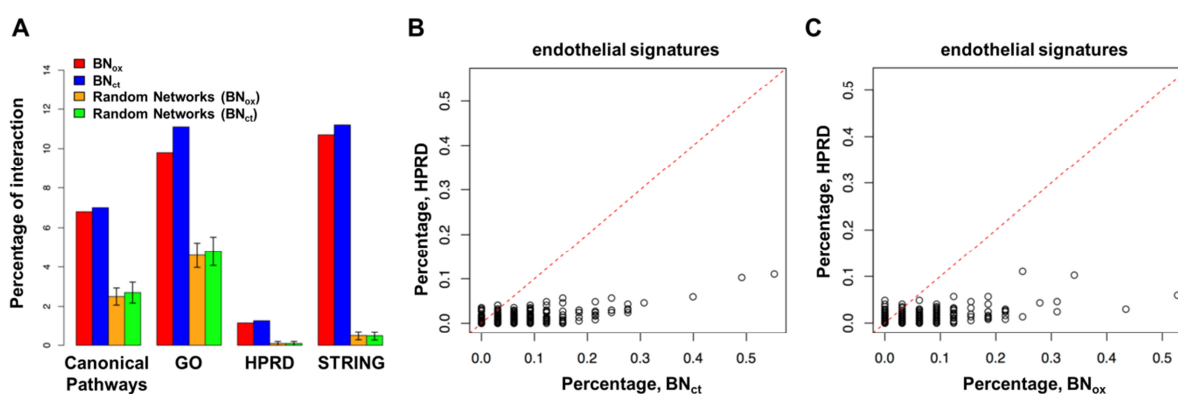 A
Percentage of interaction
14
12
10
8
6
4
2
0
BNox
BNct
Random Networks (BNox)
Random Networks (BNct)
Canonical
Pathways
GO
HPRD
STRING
B
endothelial signatures
Percentage, HPRD
0.5
0.4
0.3
0.2
0.1
0.0
0.0 0.1 0.2 0.3 0.4 0.5
Percentage, BNct
C
endothelial signatures
Percentage, HPRD
0.5
0.4
0.3
0.2
0.1
0.0
0.0 0.1 0.2 0.3 0.4 0.5
Percentage, BNox